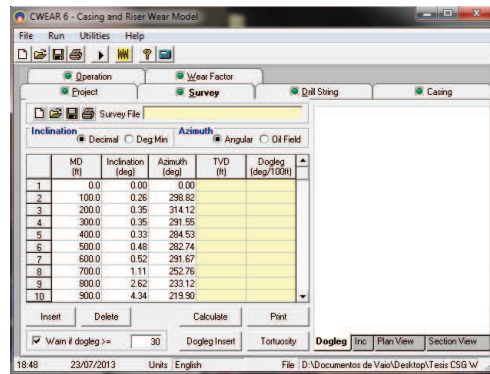 CWEAR 6 - Casing and Riser Wear Model
File Run Utilities Help
Operation Wear Factor
Project Survey Drill String Casing
Survey File
Inclination Azimuth
Decimal Deg:Min Angular Oil Field
MD (ft) Inclination (deg) Azimuth (deg) TVD (ft) Dogleg (deg/100ft)
1 0.0 0.00 0.00
2 100.0 0.26 298.82
3 200.0 0.35 314.12
4 300.0 0.35 291.55
5 400.0 0.33 284.53
6 500.0 0.48 282.74
7 600.0 0.52 291.67
8 700.0 1.11 252.76
9 800.0 2.62 233.12
10 900.0 4.34 219.90
Insert Delete Calculate Print
Warn if dogleg >= 30 Dogleg Insert Tortuosity
Dogleg Inc Plan View Section View
18:48 23/07/2013 Units English File D:\Documentos de Vaio\Desktop\Tesis CSG W